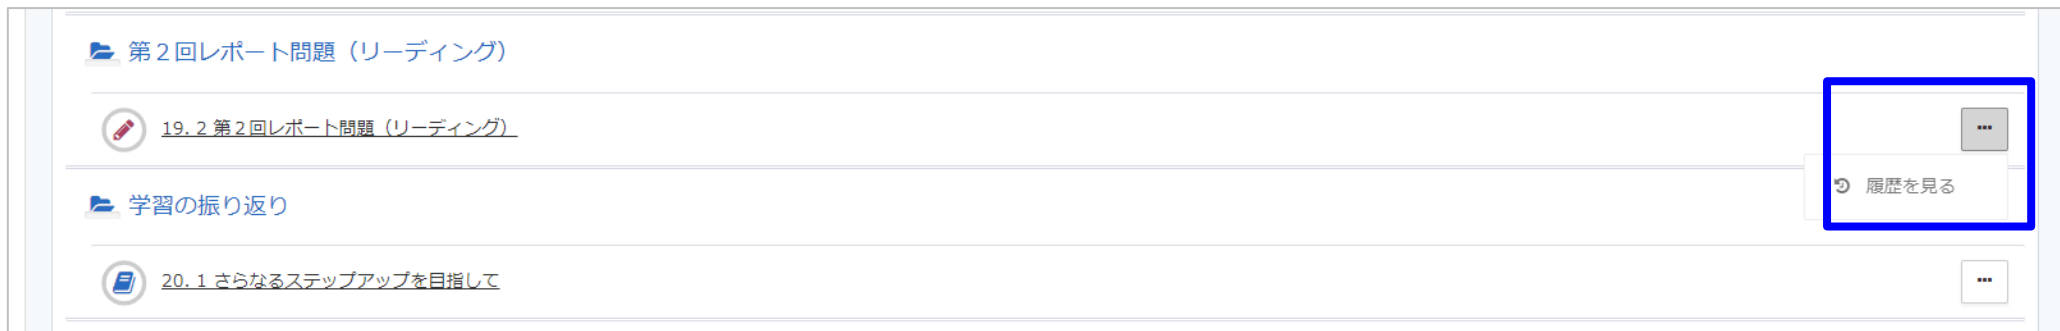 第２回レポート問題（リーディング）
19. 2 第２回レポート問題（リーディング）
···
履歴を見る
学習の振り返り
20. 1 さらなるステップアップを目指して
···